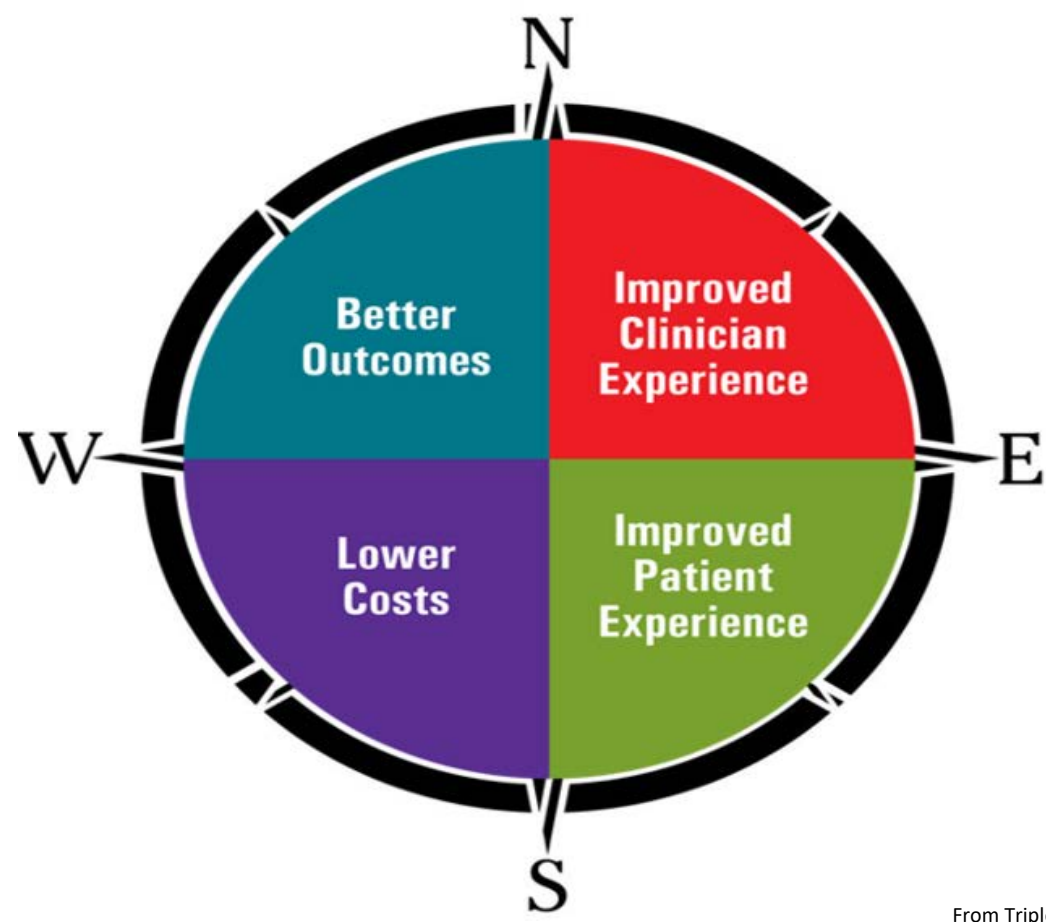 N
Better
Outcomes
Improved
Clinician
Experience
W
E
Lower
Costs
Improved
Patient
Experience
S
From Tripl